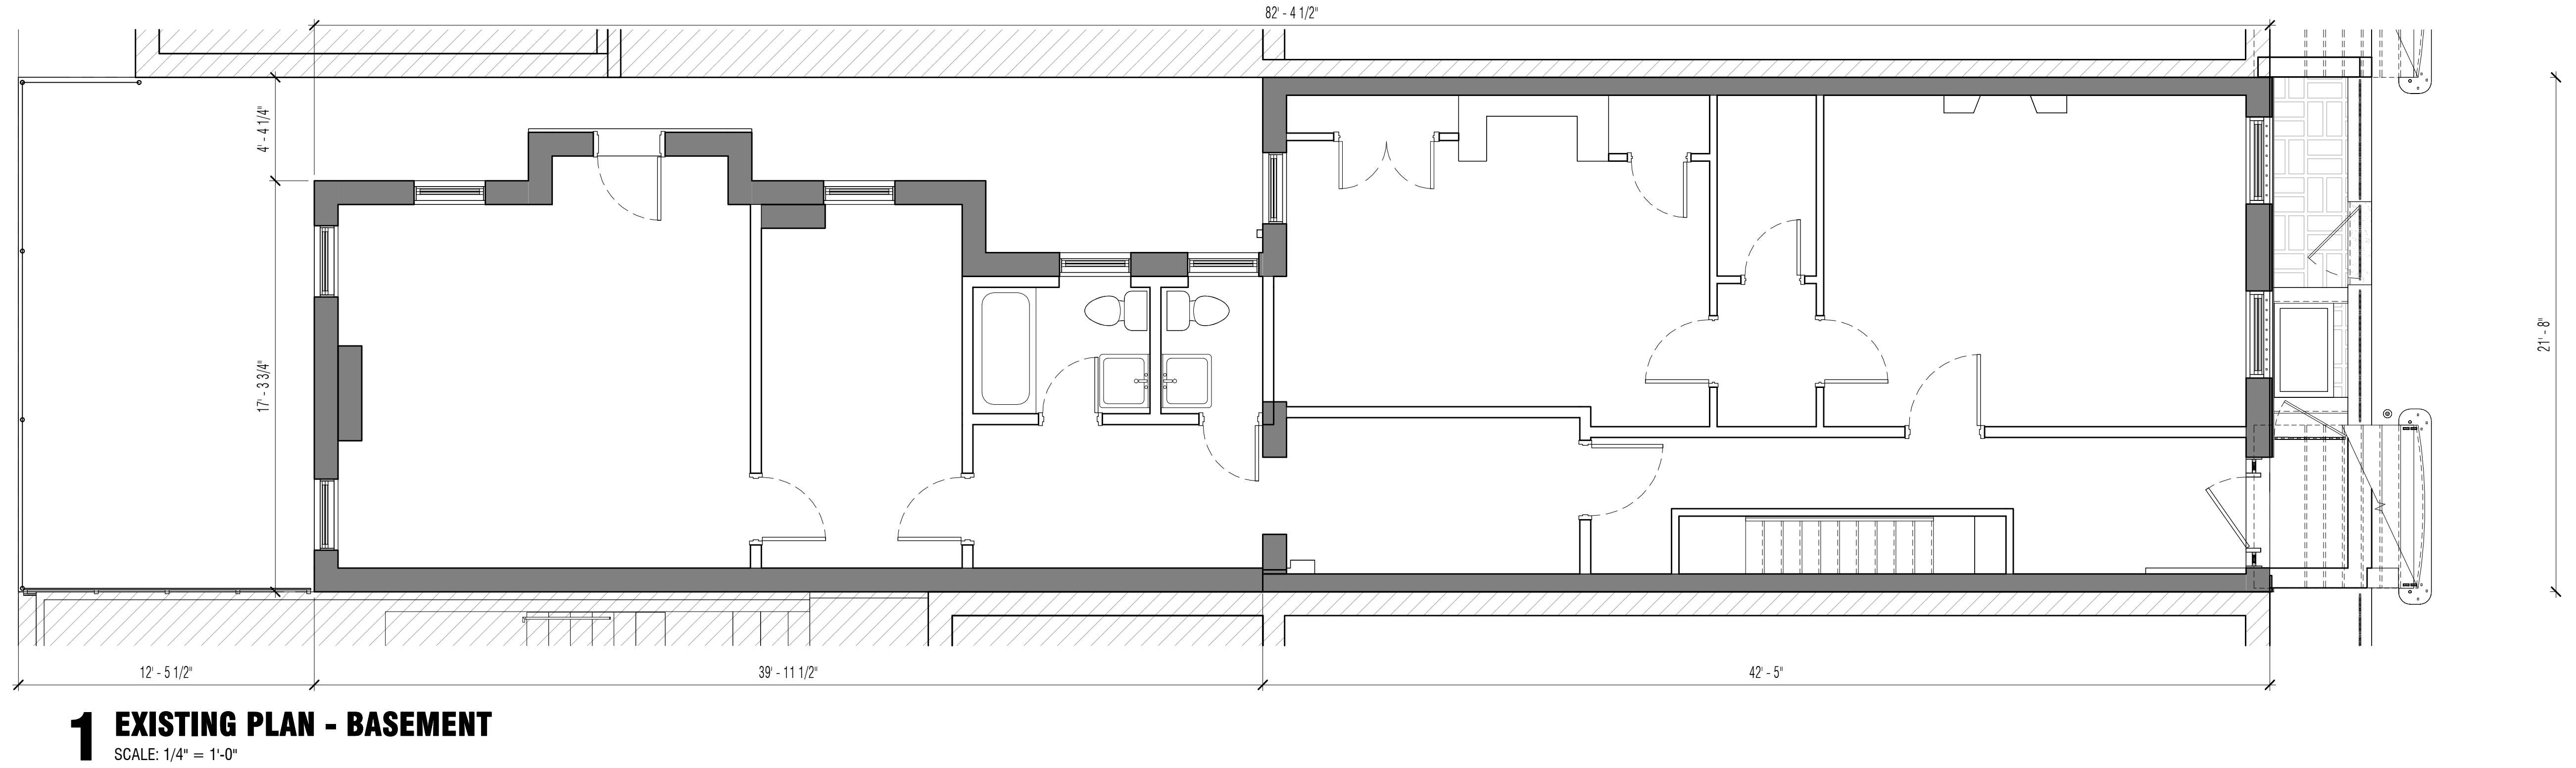 82' - 4 1/2"
4' - 4 1/4"
17' - 3 3/4"
21' - 8"
12' - 5 1/2"
39' - 11 1/2"
42' - 5"
1 EXISTING PLAN - BASEMENT
SCALE: 1/4" = 1'-0"